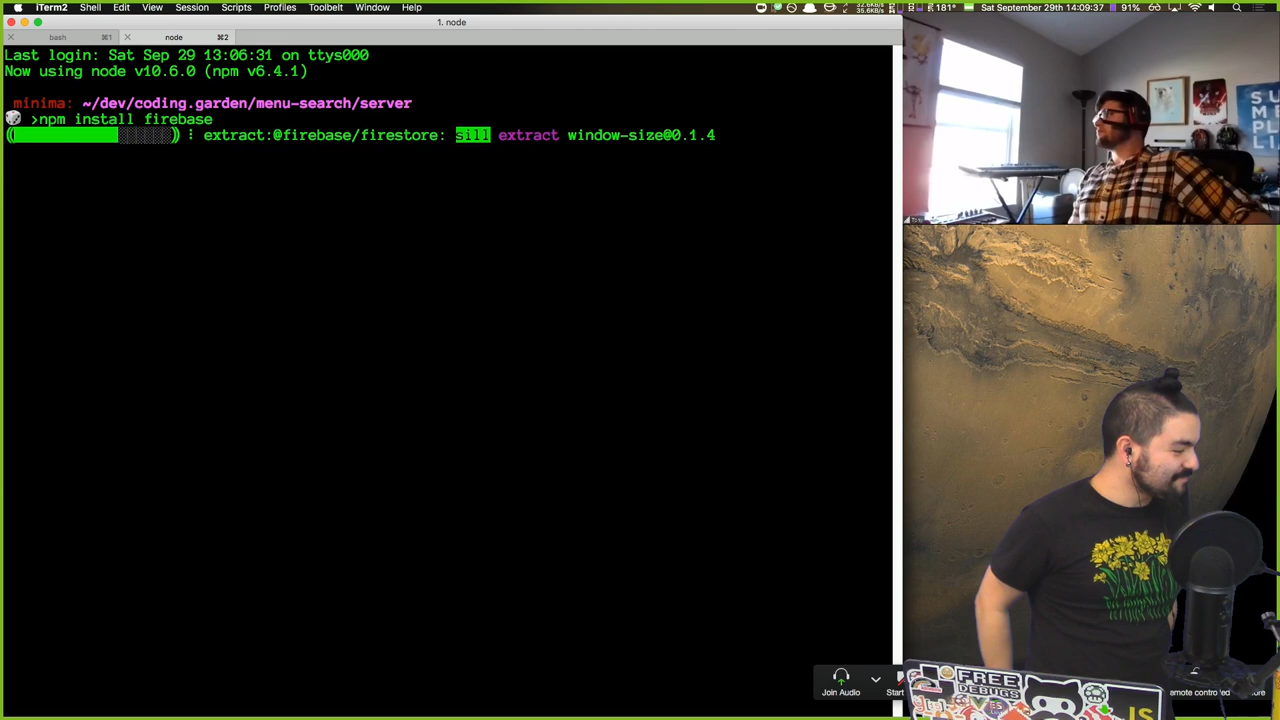 iTerm2 Shell Edit View Session Scripts Profiles Toolbelt Window Help
181° Sat September 29th 14:09:37 91%
1. node
bash ⌘1 node ⌘2
Last login: Sat Sep 29 13:06:31 on ttys000
Now using node v10.6.0 (npm v6.4.1)
minima: ~/dev/coding.garden/menu-search/server
>npm install firebase
extract:@firebase/firestore: sill extract window-size@0.1.4
Join Audio
Start
FREE
DEBUGS
JS